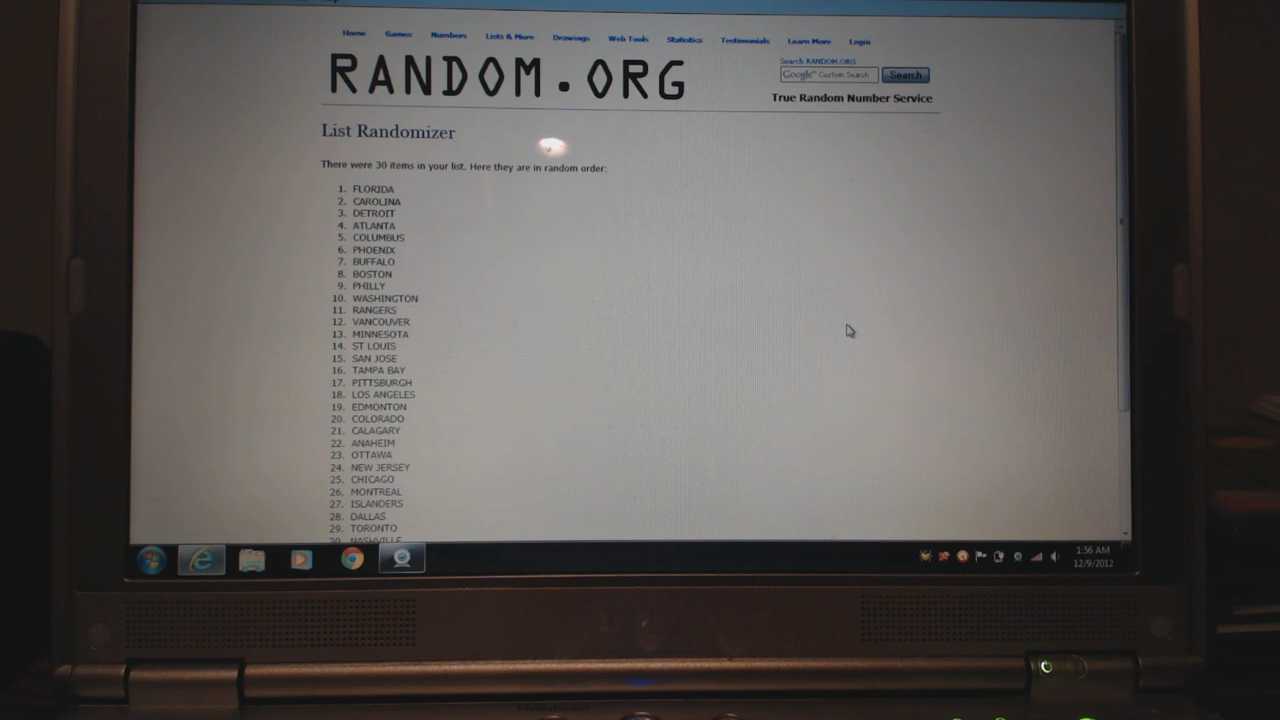 Home Games Numbers Lists & More Drawings Web Tools Statistics Testimonials Learn More Login
RANDOM.ORG
Search RANDOM.ORG
Google™ Custom Search Search
True Random Number Service
List Randomizer
There were 30 items in your list. Here they are in random order:
1. FLORIDA
2. CAROLINA
3. DETROIT
4. ATLANTA
5. COLUMBUS
6. PHOENIX
7. BUFFALO
8. BOSTON
9. PHILLY
10. WASHINGTON
11. RANGERS
12. VANCOUVER
13. MINNESOTA
14. ST LOUIS
15. SAN JOSE
16. TAMPA BAY
17. PITTSBURGH
18. LOS ANGELES
19. EDMONTON
20. COLORADO
21. CALAGARY
22. ANAHEIM
23. OTTAWA
24. NEW JERSEY
25. CHICAGO
26. MONTREAL
27. ISLANDERS
28. DALLAS
29. TORONTO
30. NASHVILLE
1:56 AM
12/9/2012